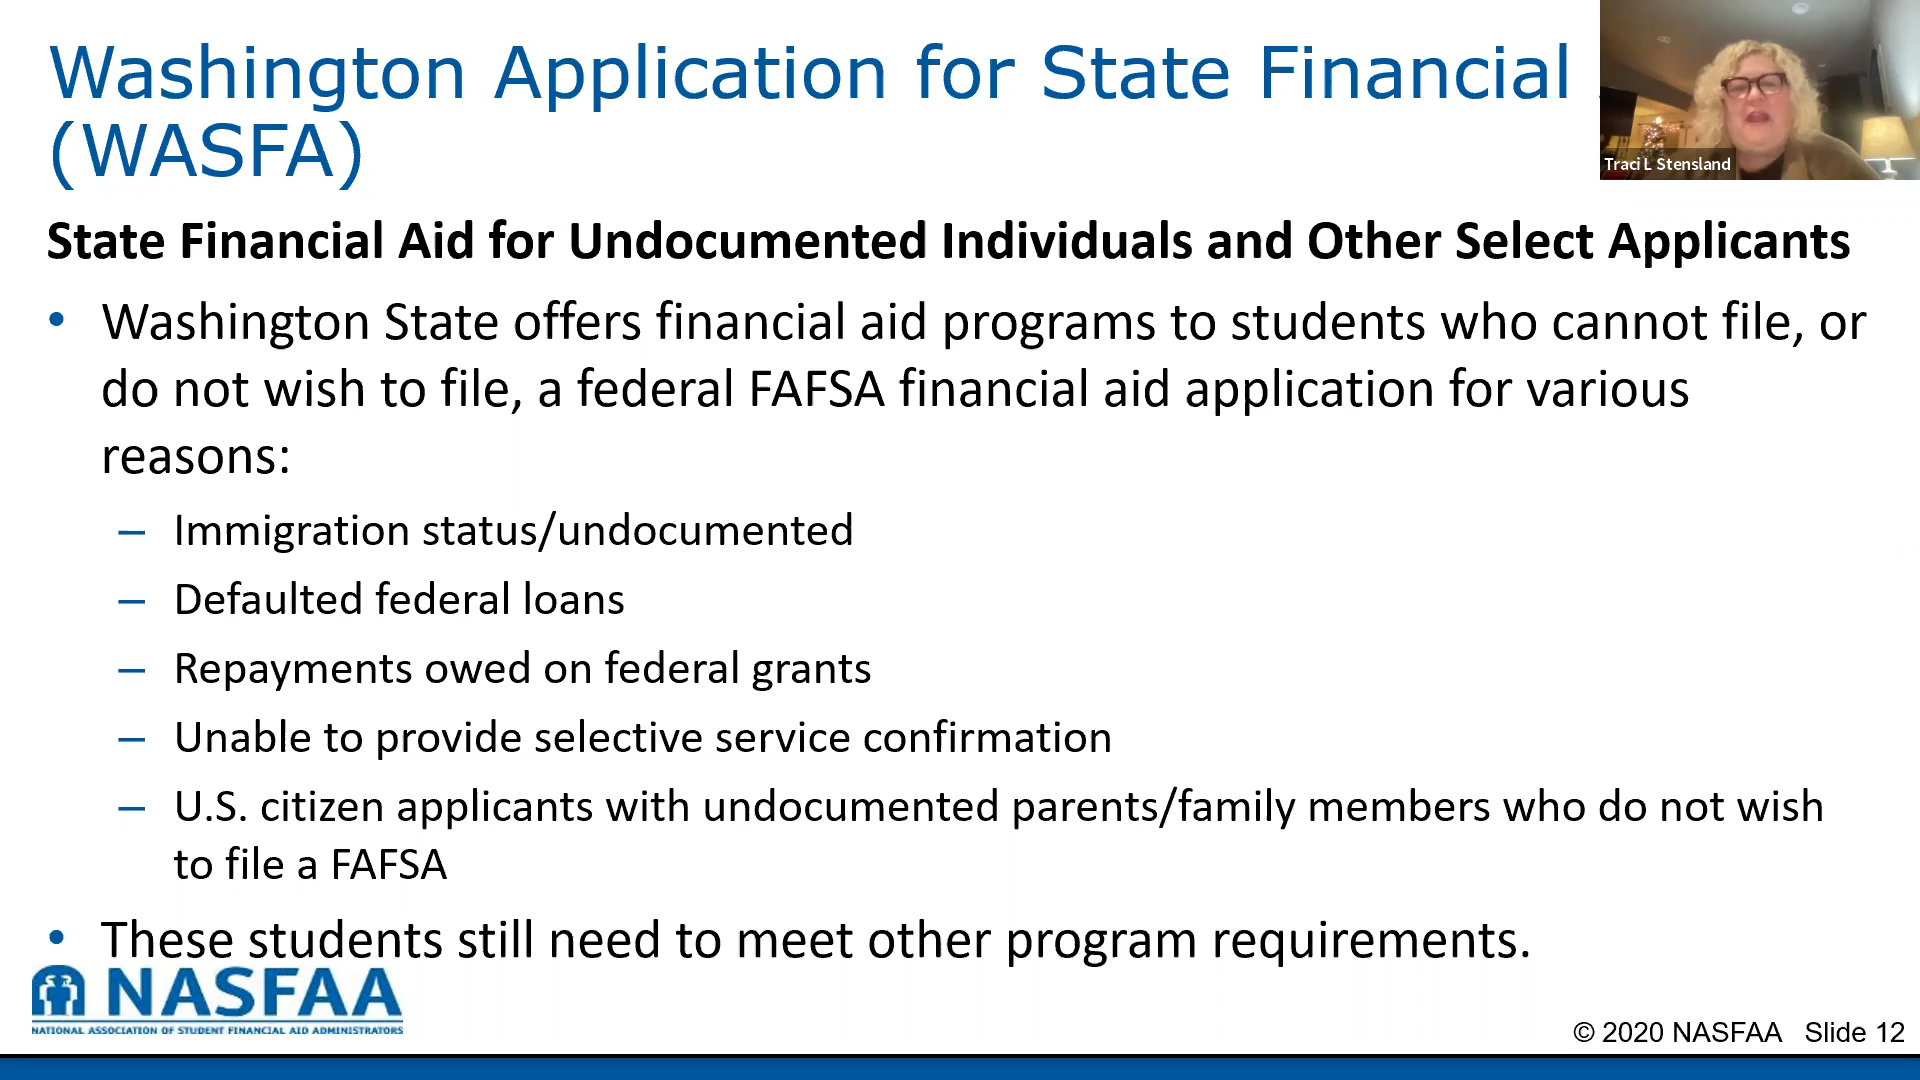 Washington Application for State Financial
(WASFA)
Traci L Stensland
State Financial Aid for Undocumented Individuals and Other Select Applicants
• Washington State offers financial aid programs to students who cannot file, or
do not wish to file, a federal FAFSA financial aid application for various
reasons:
– Immigration status/undocumented
– Defaulted federal loans
– Repayments owed on federal grants
– Unable to provide selective service confirmation
– U.S. citizen applicants with undocumented parents/family members who do not wish
to file a FAFSA
• These students still need to meet other program requirements.
NASFAA
NATIONAL ASSOCIATION OF STUDENT FINANCIAL AID ADMINISTRATORS
© 2020 NASFAA Slide 12